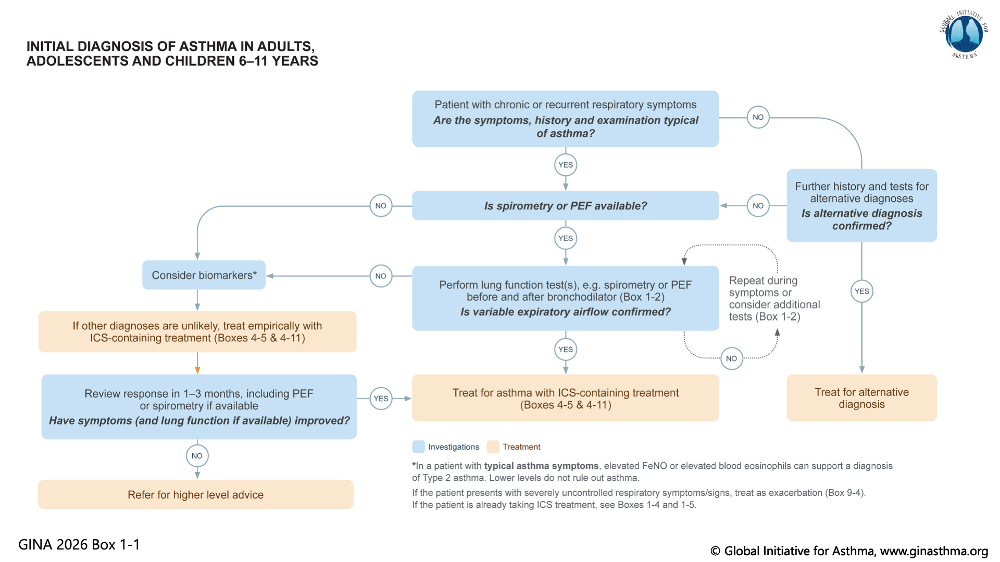 GLOBAL INITIATIVE FOR
ASTHMA
INITIAL DIAGNOSIS OF ASTHMA IN ADULTS,
ADOLESCENTS AND CHILDREN 6–11 YEARS
Patient with chronic or recurrent respiratory symptoms
Are the symptoms, history and examination typical
of asthma?
NO
YES
Further history and tests for
alternative diagnoses
Is alternative diagnosis
confirmed?
NO
Is spirometry or PEF available?
NO
YES
Consider biomarkers*
NO
Perform lung function test(s), e.g. spirometry or PEF
before and after bronchodilator (Box 1-2)
Is variable expiratory airflow confirmed?
Repeat during
symptoms or
consider additional
tests (Box 1-2)
YES
If other diagnoses are unlikely, treat empirically with
ICS-containing treatment (Boxes 4-5 & 4-11)
YES
NO
Review response in 1–3 months, including PEF
or spirometry if available
Have symptoms (and lung function if available) improved?
YES
Treat for asthma with ICS-containing treatment
(Boxes 4-5 & 4-11)
Treat for alternative
diagnosis
NO
Refer for higher level advice
Investigations
Treatment
*In a patient with typical asthma symptoms, elevated FeNO or elevated blood eosinophils can support a diagnosis
of Type 2 asthma. Lower levels do not rule out asthma.
If the patient presents with severely uncontrolled respiratory symptoms/signs, treat as exacerbation (Box 9-4).
If the patient is already taking ICS treatment, see Boxes 1-4 and 1-5.
GINA 2026 Box 1-1
© Global Initiative for Asthma, www.ginasthma.org